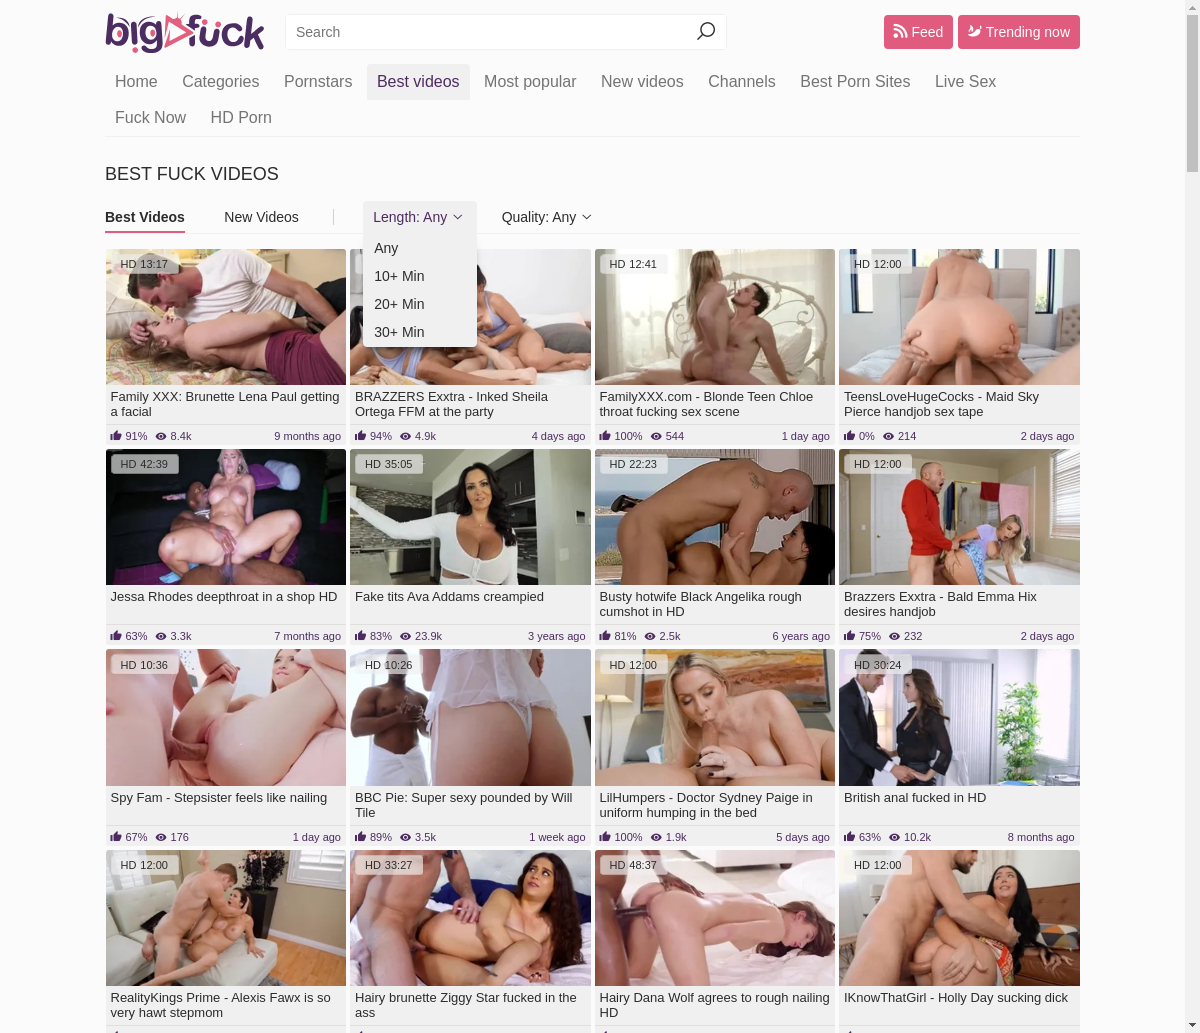 bigfuck
Search
Feed
Trending now
Home
Categories
Pornstars
Best videos
Most popular
New videos
Channels
Best Porn Sites
Live Sex
Fuck Now
HD Porn
BEST FUCK VIDEOS
Best Videos
New Videos
Length: Any
Quality: Any
Any
10+ Min
20+ Min
30+ Min
HD 13:17
HD 12:41
HD 12:00
Family XXX: Brunette Lena Paul getting
a facial
91% 8.4k 9 months ago
BRAZZERS Exxtra - Inked Sheila
Ortega FFM at the party
94% 4.9k 4 days ago
FamilyXXX.com - Blonde Teen Chloe
throat fucking sex scene
100% 544 1 day ago
TeensLoveHugeCocks - Maid Sky
Pierce handjob sex tape
0% 214 2 days ago
HD 42:39
HD 35:05
HD 22:23
HD 12:00
Jessa Rhodes deepthroat in a shop HD
63% 3.3k 7 months ago
Fake tits Ava Addams creampied
83% 23.9k 3 years ago
Busty hotwife Black Angelika rough
cumshot in HD
81% 2.5k 6 years ago
Brazzers Exxtra - Bald Emma Hix
desires handjob
75% 232 2 days ago
HD 10:36
HD 10:26
HD 12:00
HD 30:24
Spy Fam - Stepsister feels like nailing
67% 176 1 day ago
BBC Pie: Super sexy pounded by Will
Tile
89% 3.5k 1 week ago
LilHumpers - Doctor Sydney Paige in
uniform humping in the bed
100% 1.9k 5 days ago
British anal fucked in HD
63% 10.2k 8 months ago
HD 12:00
HD 33:27
HD 48:37
HD 12:00
RealityKings Prime - Alexis Fawx is so
very hawt stepmom
Hairy brunette Ziggy Star fucked in the
ass
Hairy Dana Wolf agrees to rough nailing
HD
IKnowThatGirl - Holly Day sucking dick